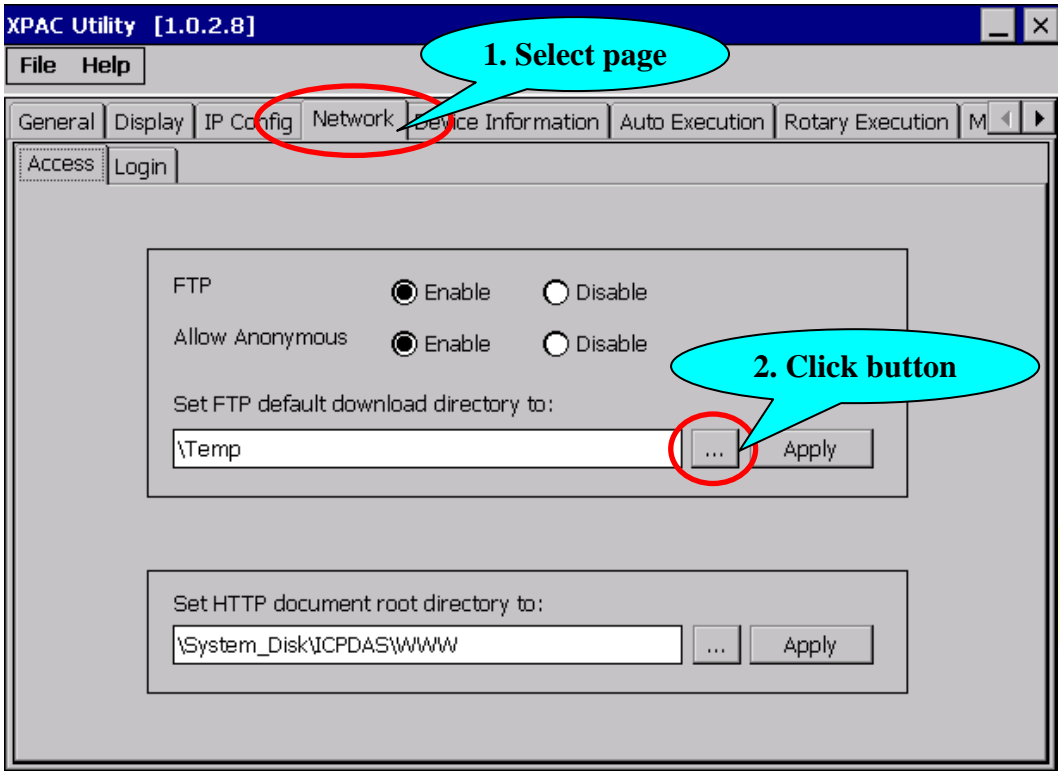 XPAC Utility [1.0.2.8]
1. Select page
File Help
General Display IP Config Network Device Information Auto Execution Rotary Execution M
Access Login
FTP Enable Disable
Allow Anonymous Enable Disable
2. Click button
Set FTP default download directory to:
\Temp ... Apply
Set HTTP document root directory to:
\System_Disk\ICPDAS\WWW ... Apply